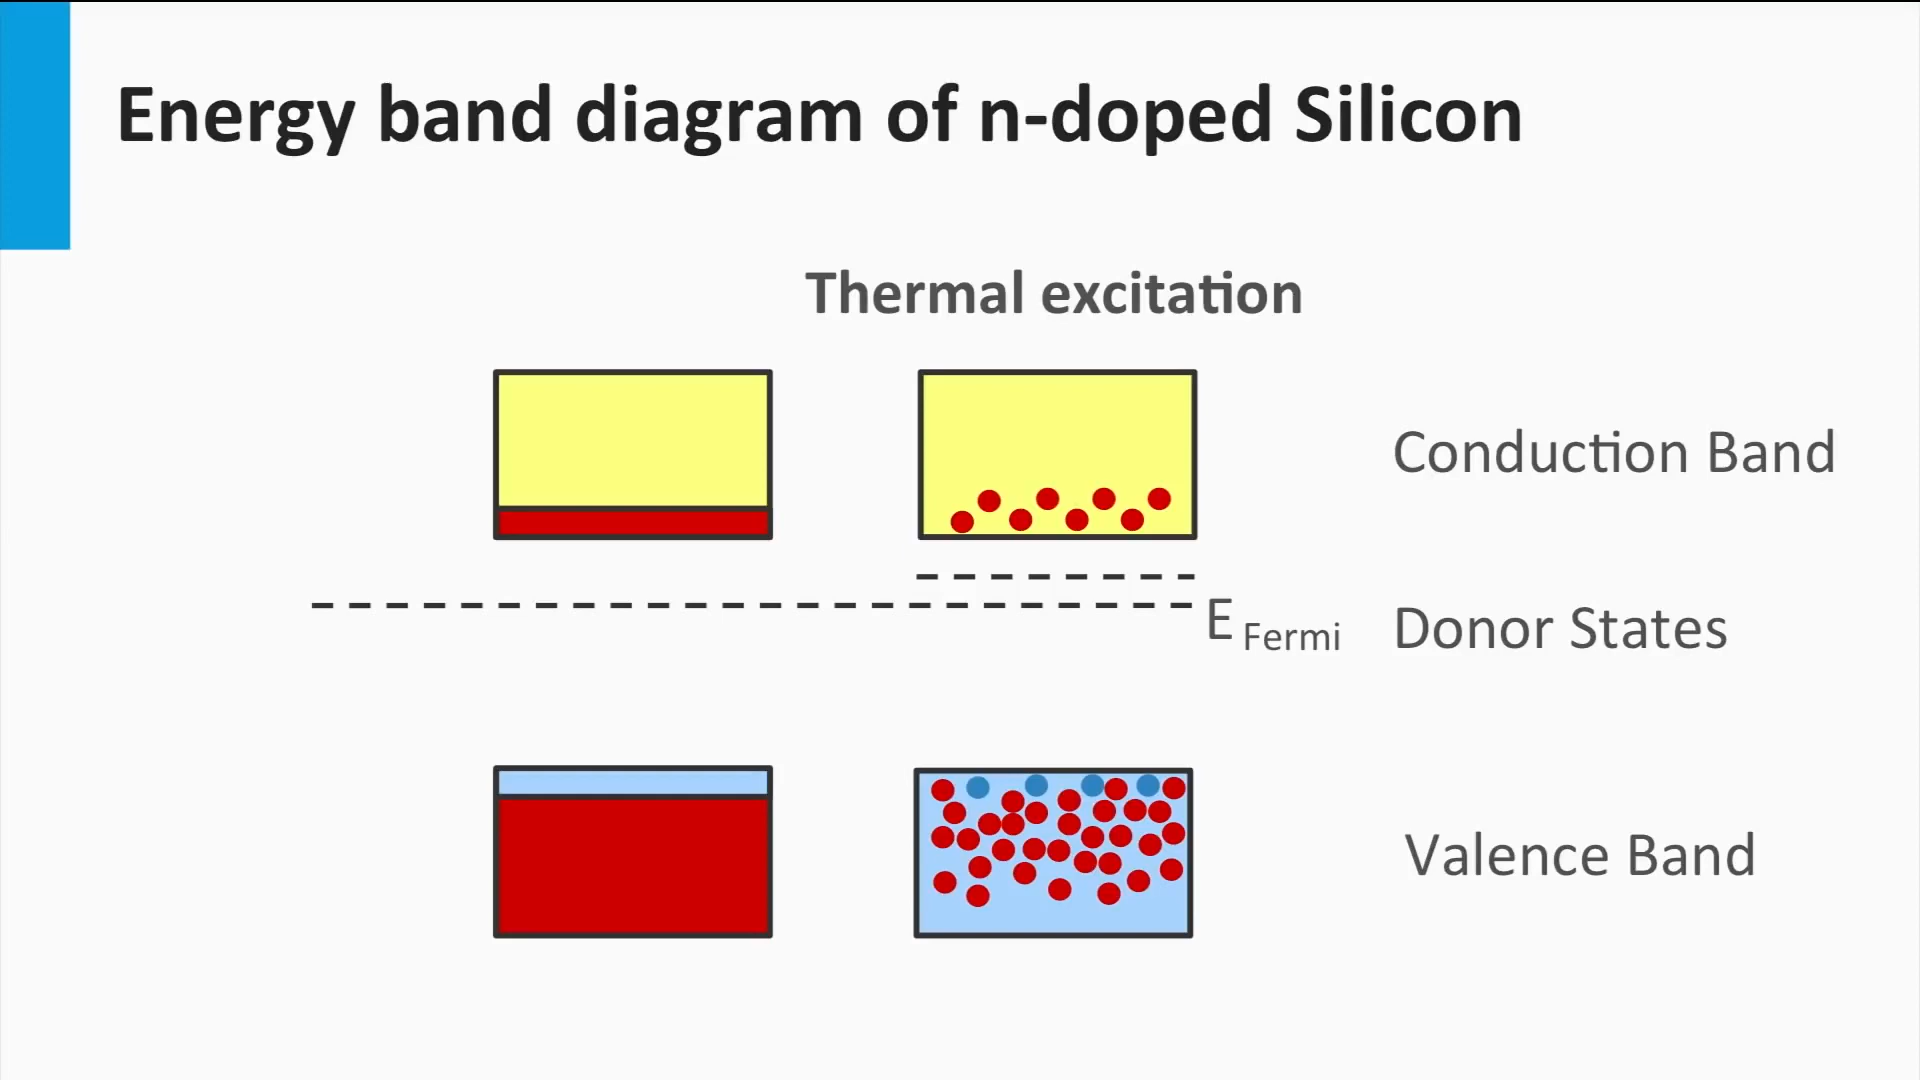 Energy band diagram of n-doped Silicon
Thermal excitation
Conduction Band
E Fermi
Donor States
Valence Band